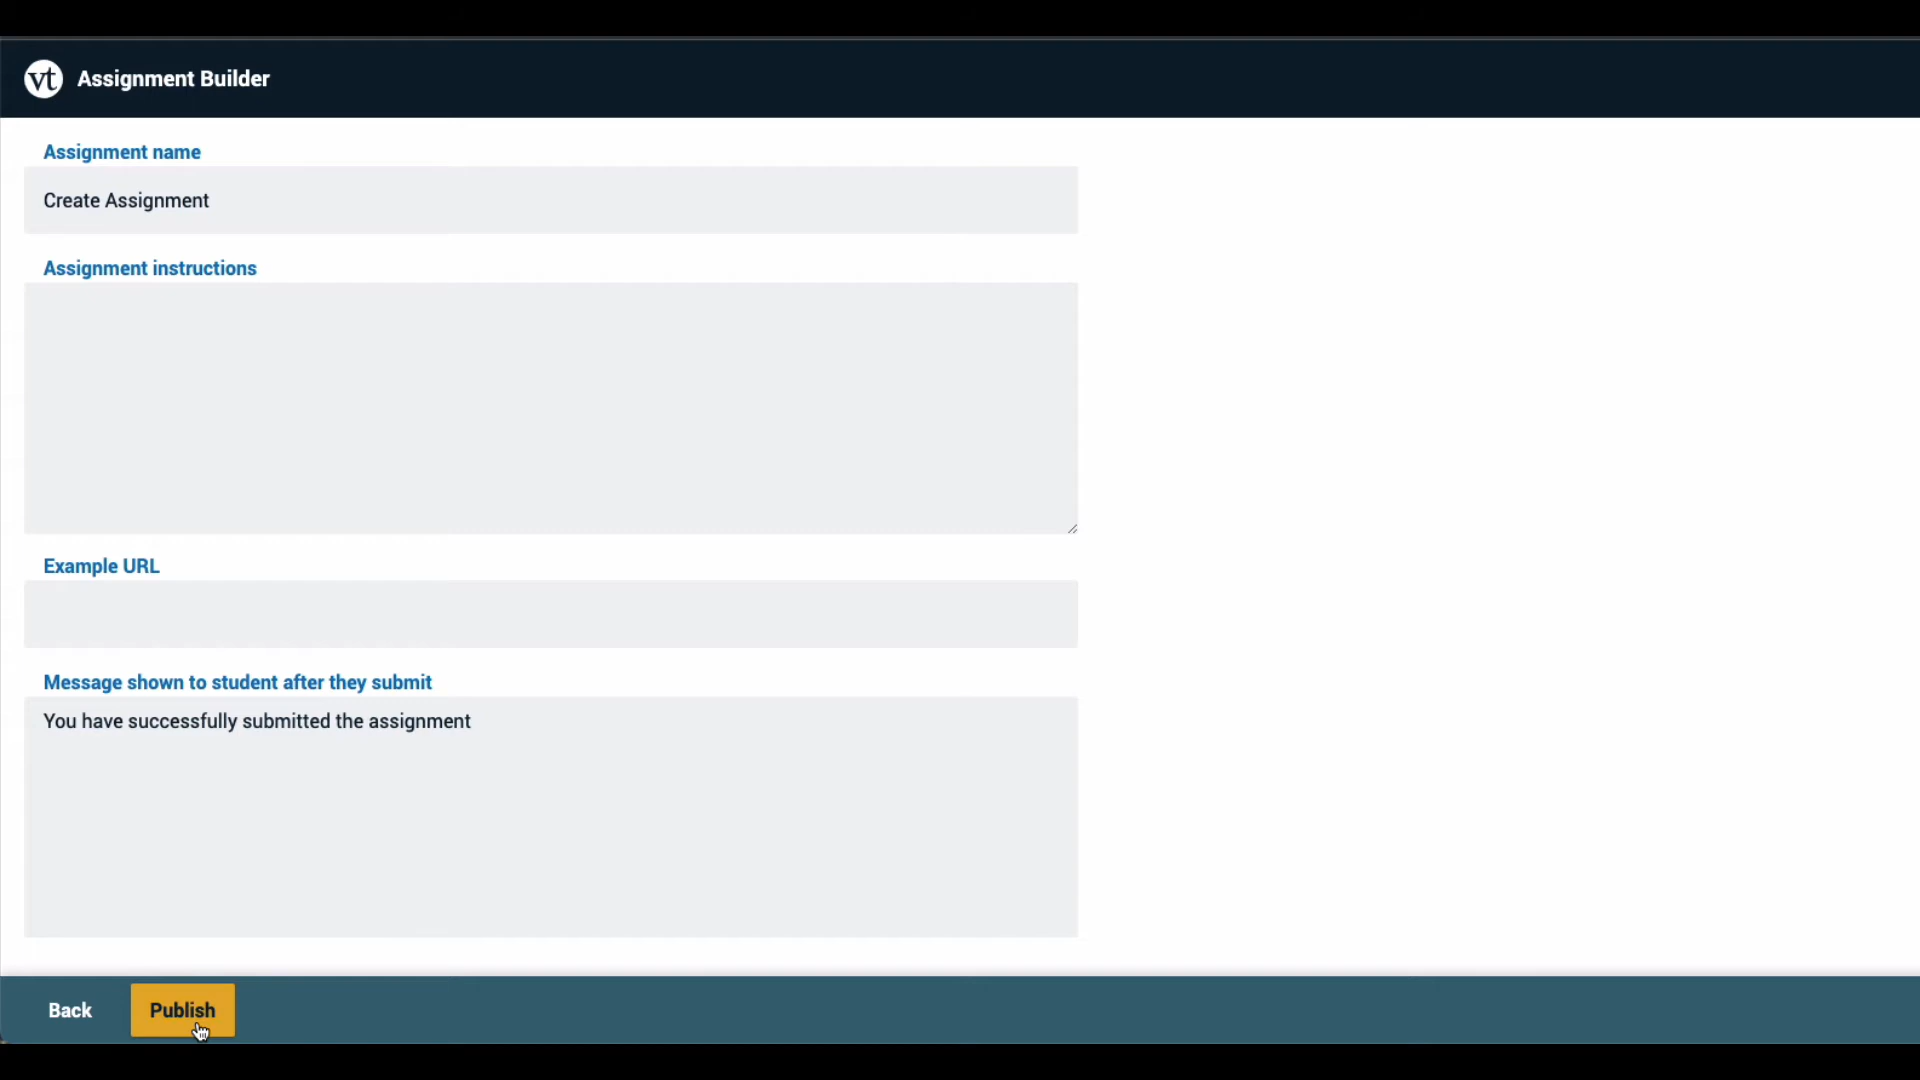 vt Assignment Builder
Assignment name
Create Assignment
Assignment instructions
Example URL
Message shown to student after they submit
You have successfully submitted the assignment
Back Publish